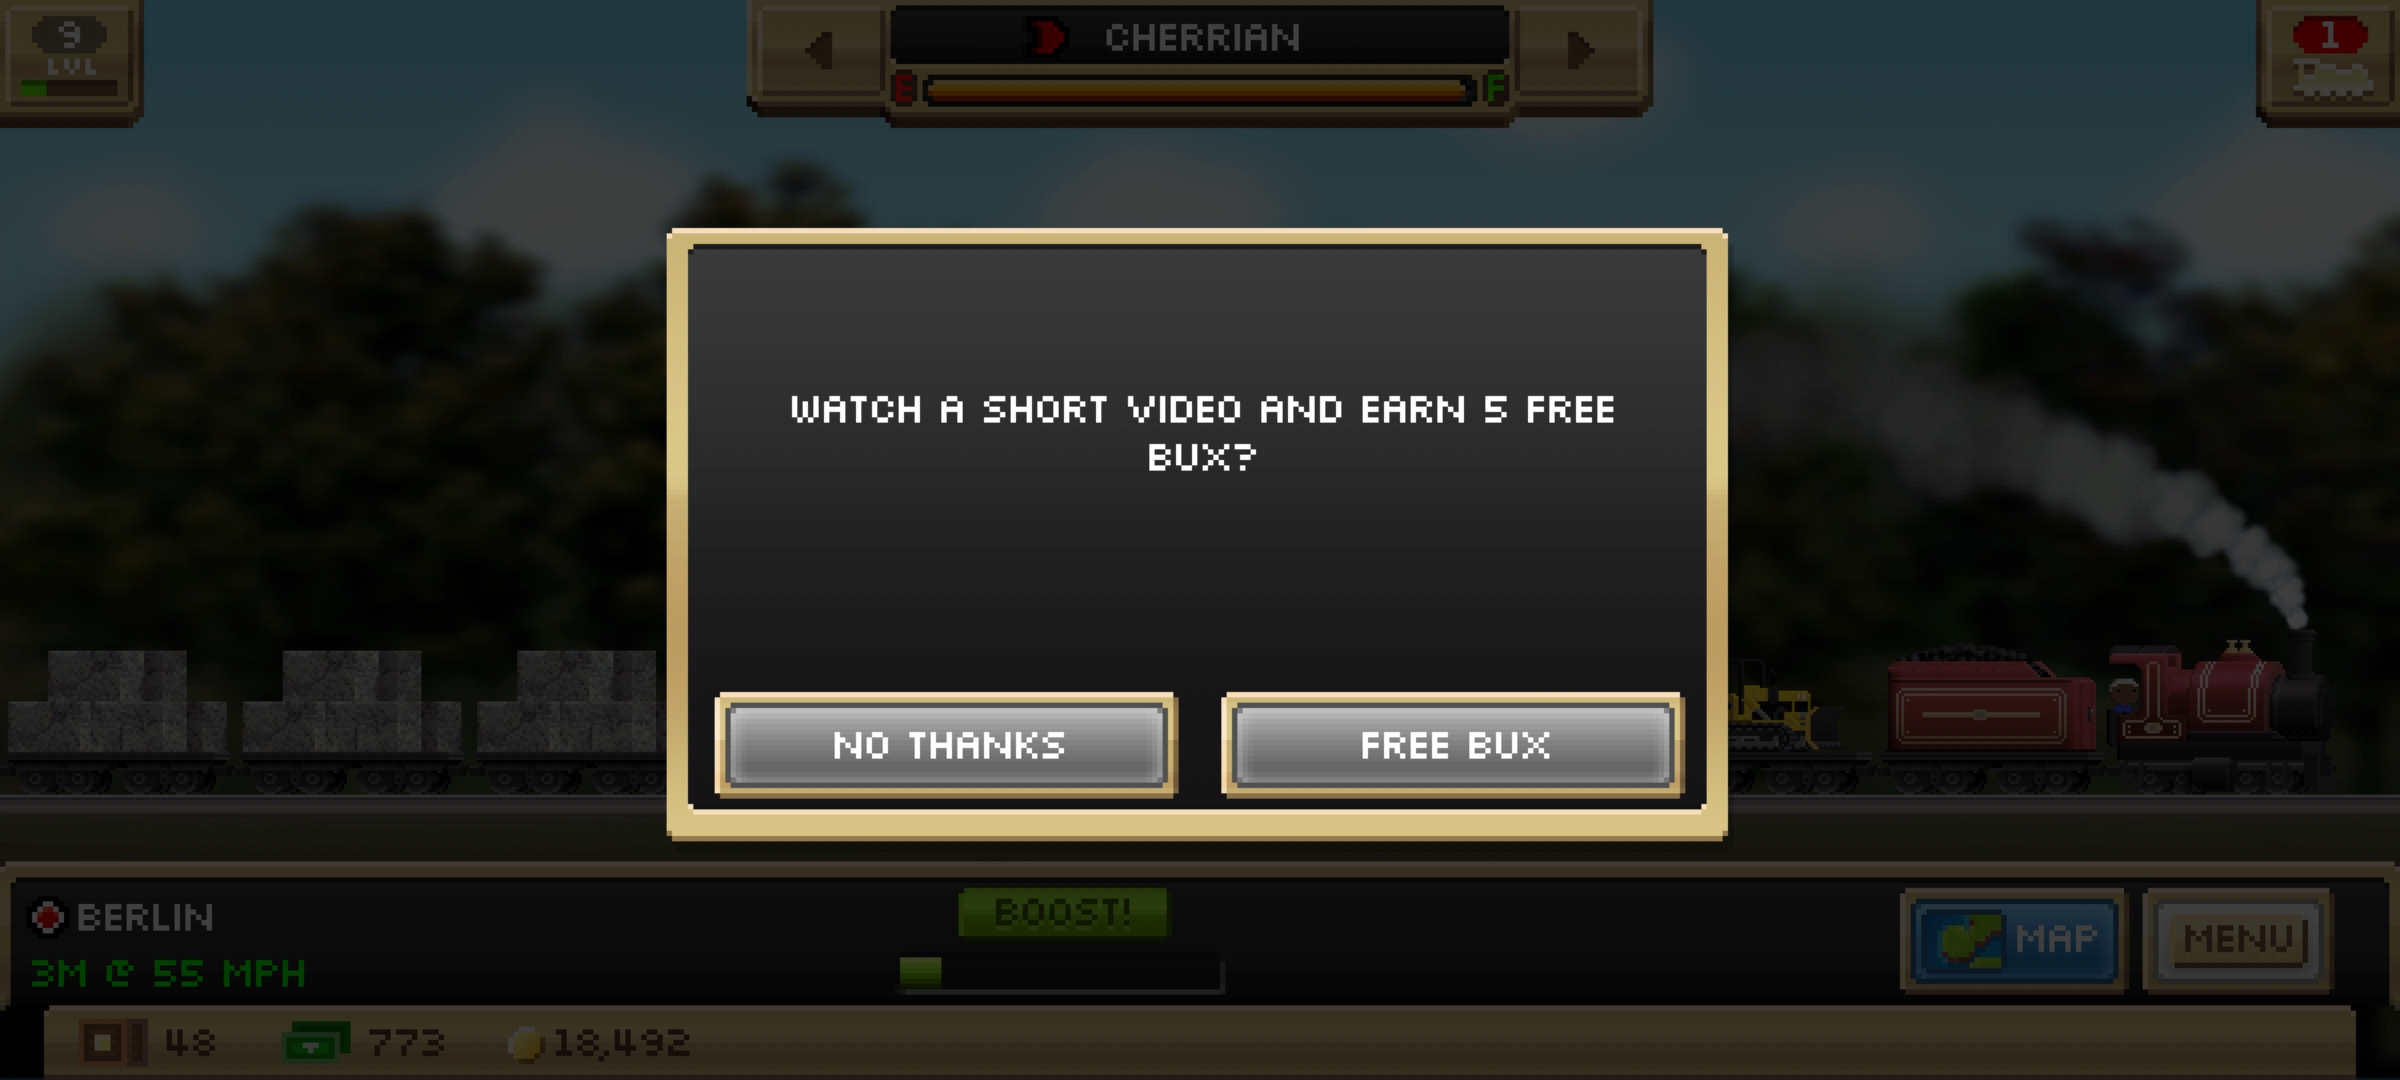 9
LVL
CHERRIAN
E
F
1
WATCH A SHORT VIDEO AND EARN 5 FREE
BUX?
NO THANKS
FREE BUX
BERLIN
3M @ 55 MPH
BOOST!
MAP
MENU
48
773
18,492